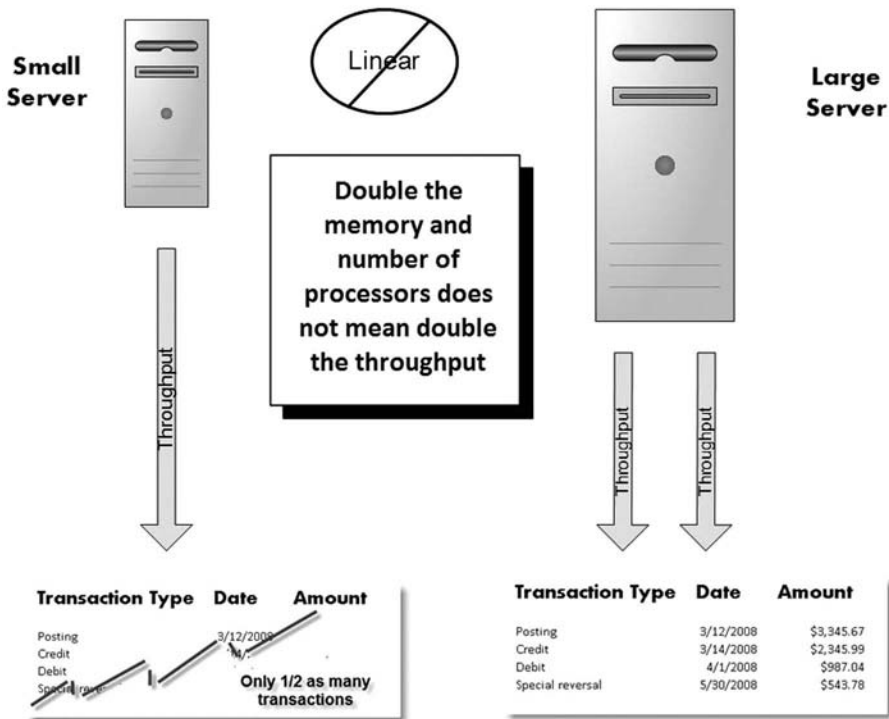 Small
Server
Linear
Large
Server
Double the
memory and
number of
processors does
not mean double
the throughput
Throughput
Throughput
Throughput
Transaction Type Date Amount
Posting 3/12/2008
Credit
Debit
Special
Only 1/2 as many
transactions
Transaction Type Date Amount
Posting 3/12/2008 $3,345.67
Credit 3/14/2008 $2,345.99
Debit 4/1/2008 $987.04
Special reversal 5/30/2008 $543.78